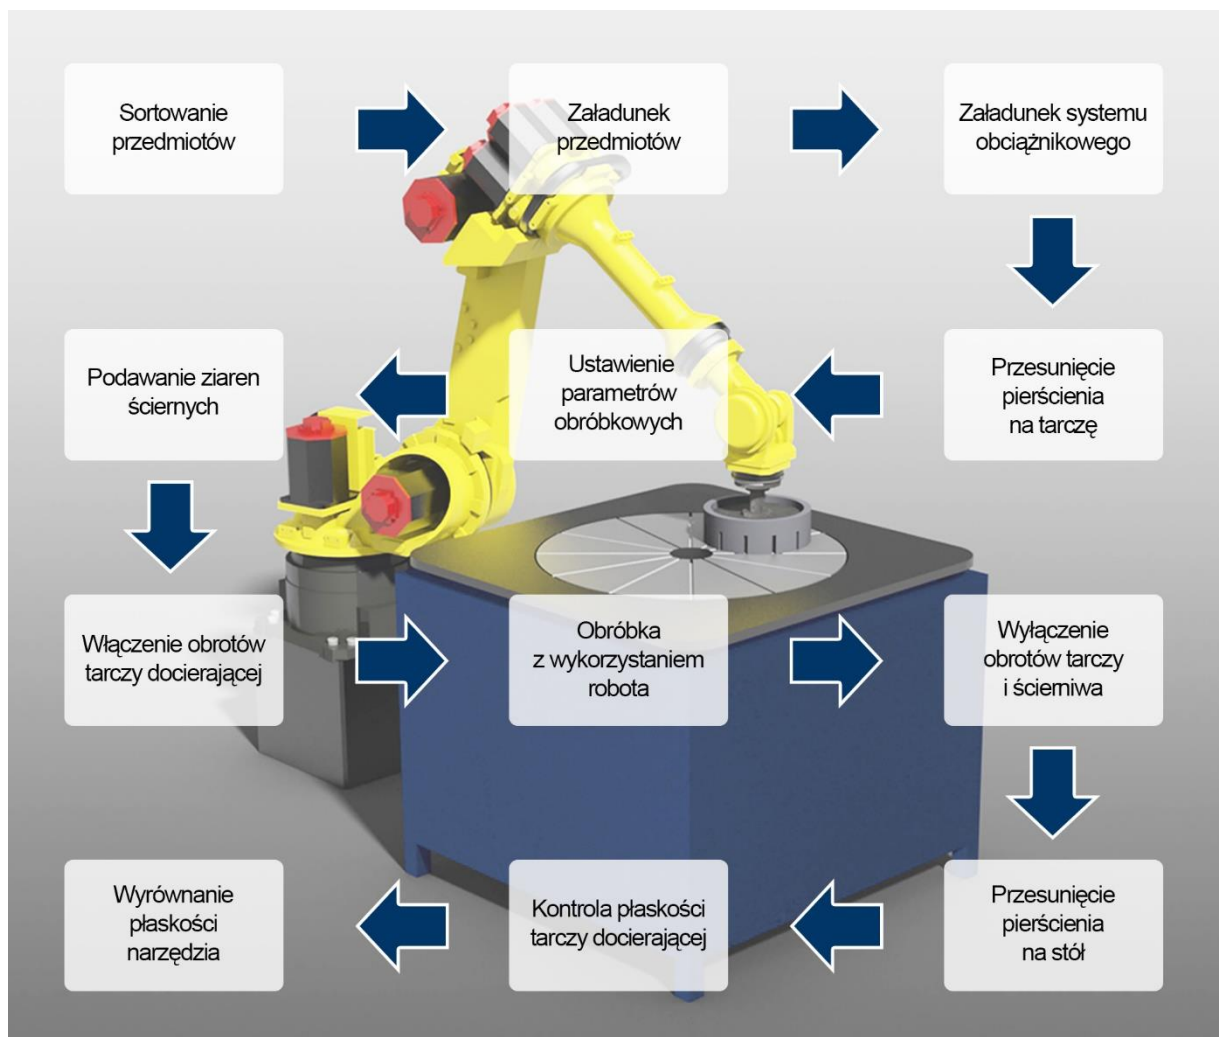 Sortowanie
przedmiotów
Załadunek
przedmiotów
Załadunek systemu
obciążnikowego
Przesunięcie
pierścienia
na tarczę
Ustawienie
parametrów
obróbkowych
Podawanie ziaren
ściernych
Włączenie obrotów
tarczy docierającej
Obróbka
z wykorzystaniem
robota
Wyłączenie
obrotów tarczy
i ścierniwa
Przesunięcie
pierścienia
na stół
Kontrola płaskości
tarczy docierającej
Wyrównanie
płaskości
narzędzia